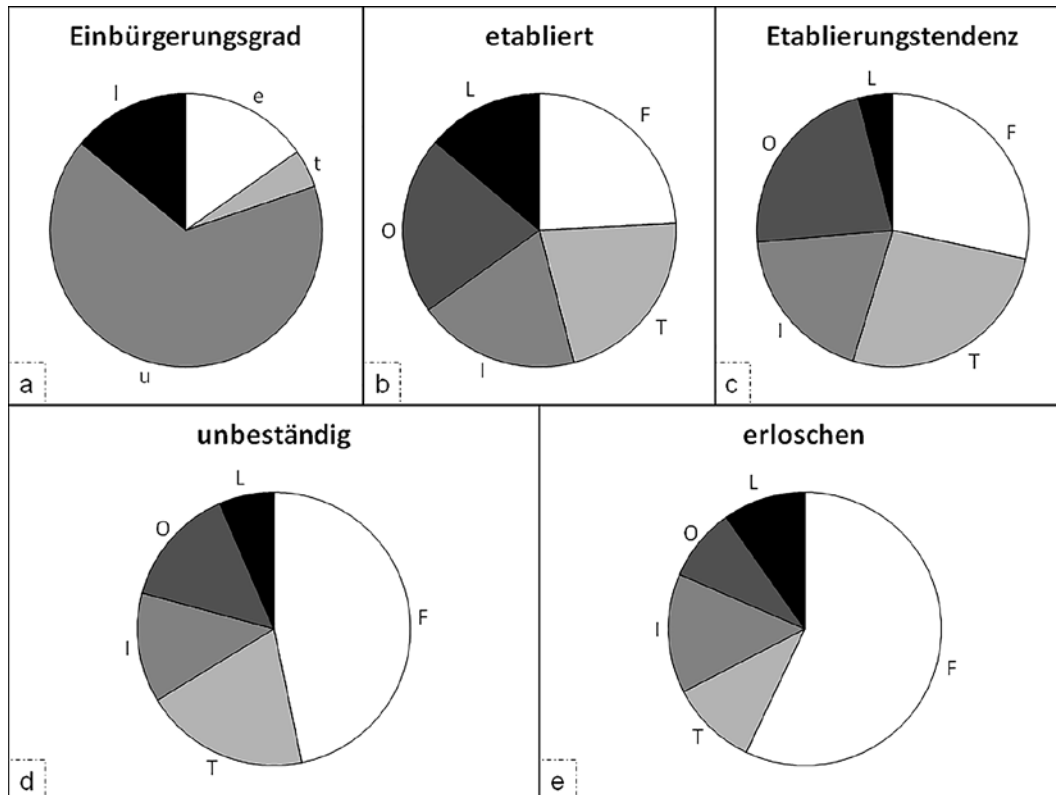 Einbürgerungsgrad
l
e
t
u
a
etabliert
L
F
O
T
I
b
Etablierungstendenz
L
F
O
I
T
c
unbeständig
L
O
F
I
T
d
erloschen
L
O
I
F
T
e